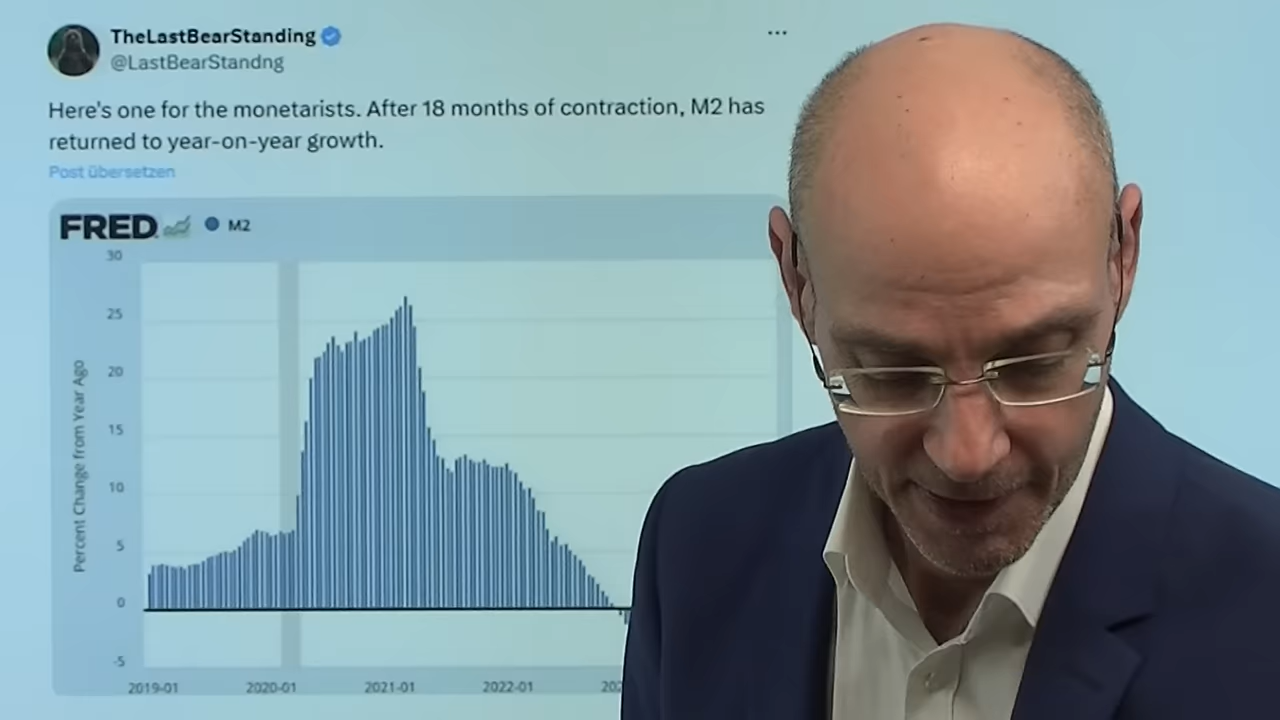 TheLastBearStanding
@LastBearStandng
Here's one for the monetarists. After 18 months of contraction, M2 has
returned to year-on-year growth.
Post übersetzen
FRED
M2
Percent Change from Year Ago
30
25
20
15
10
5
0
-5
2019-01 2020-01 2021-01 2022-01